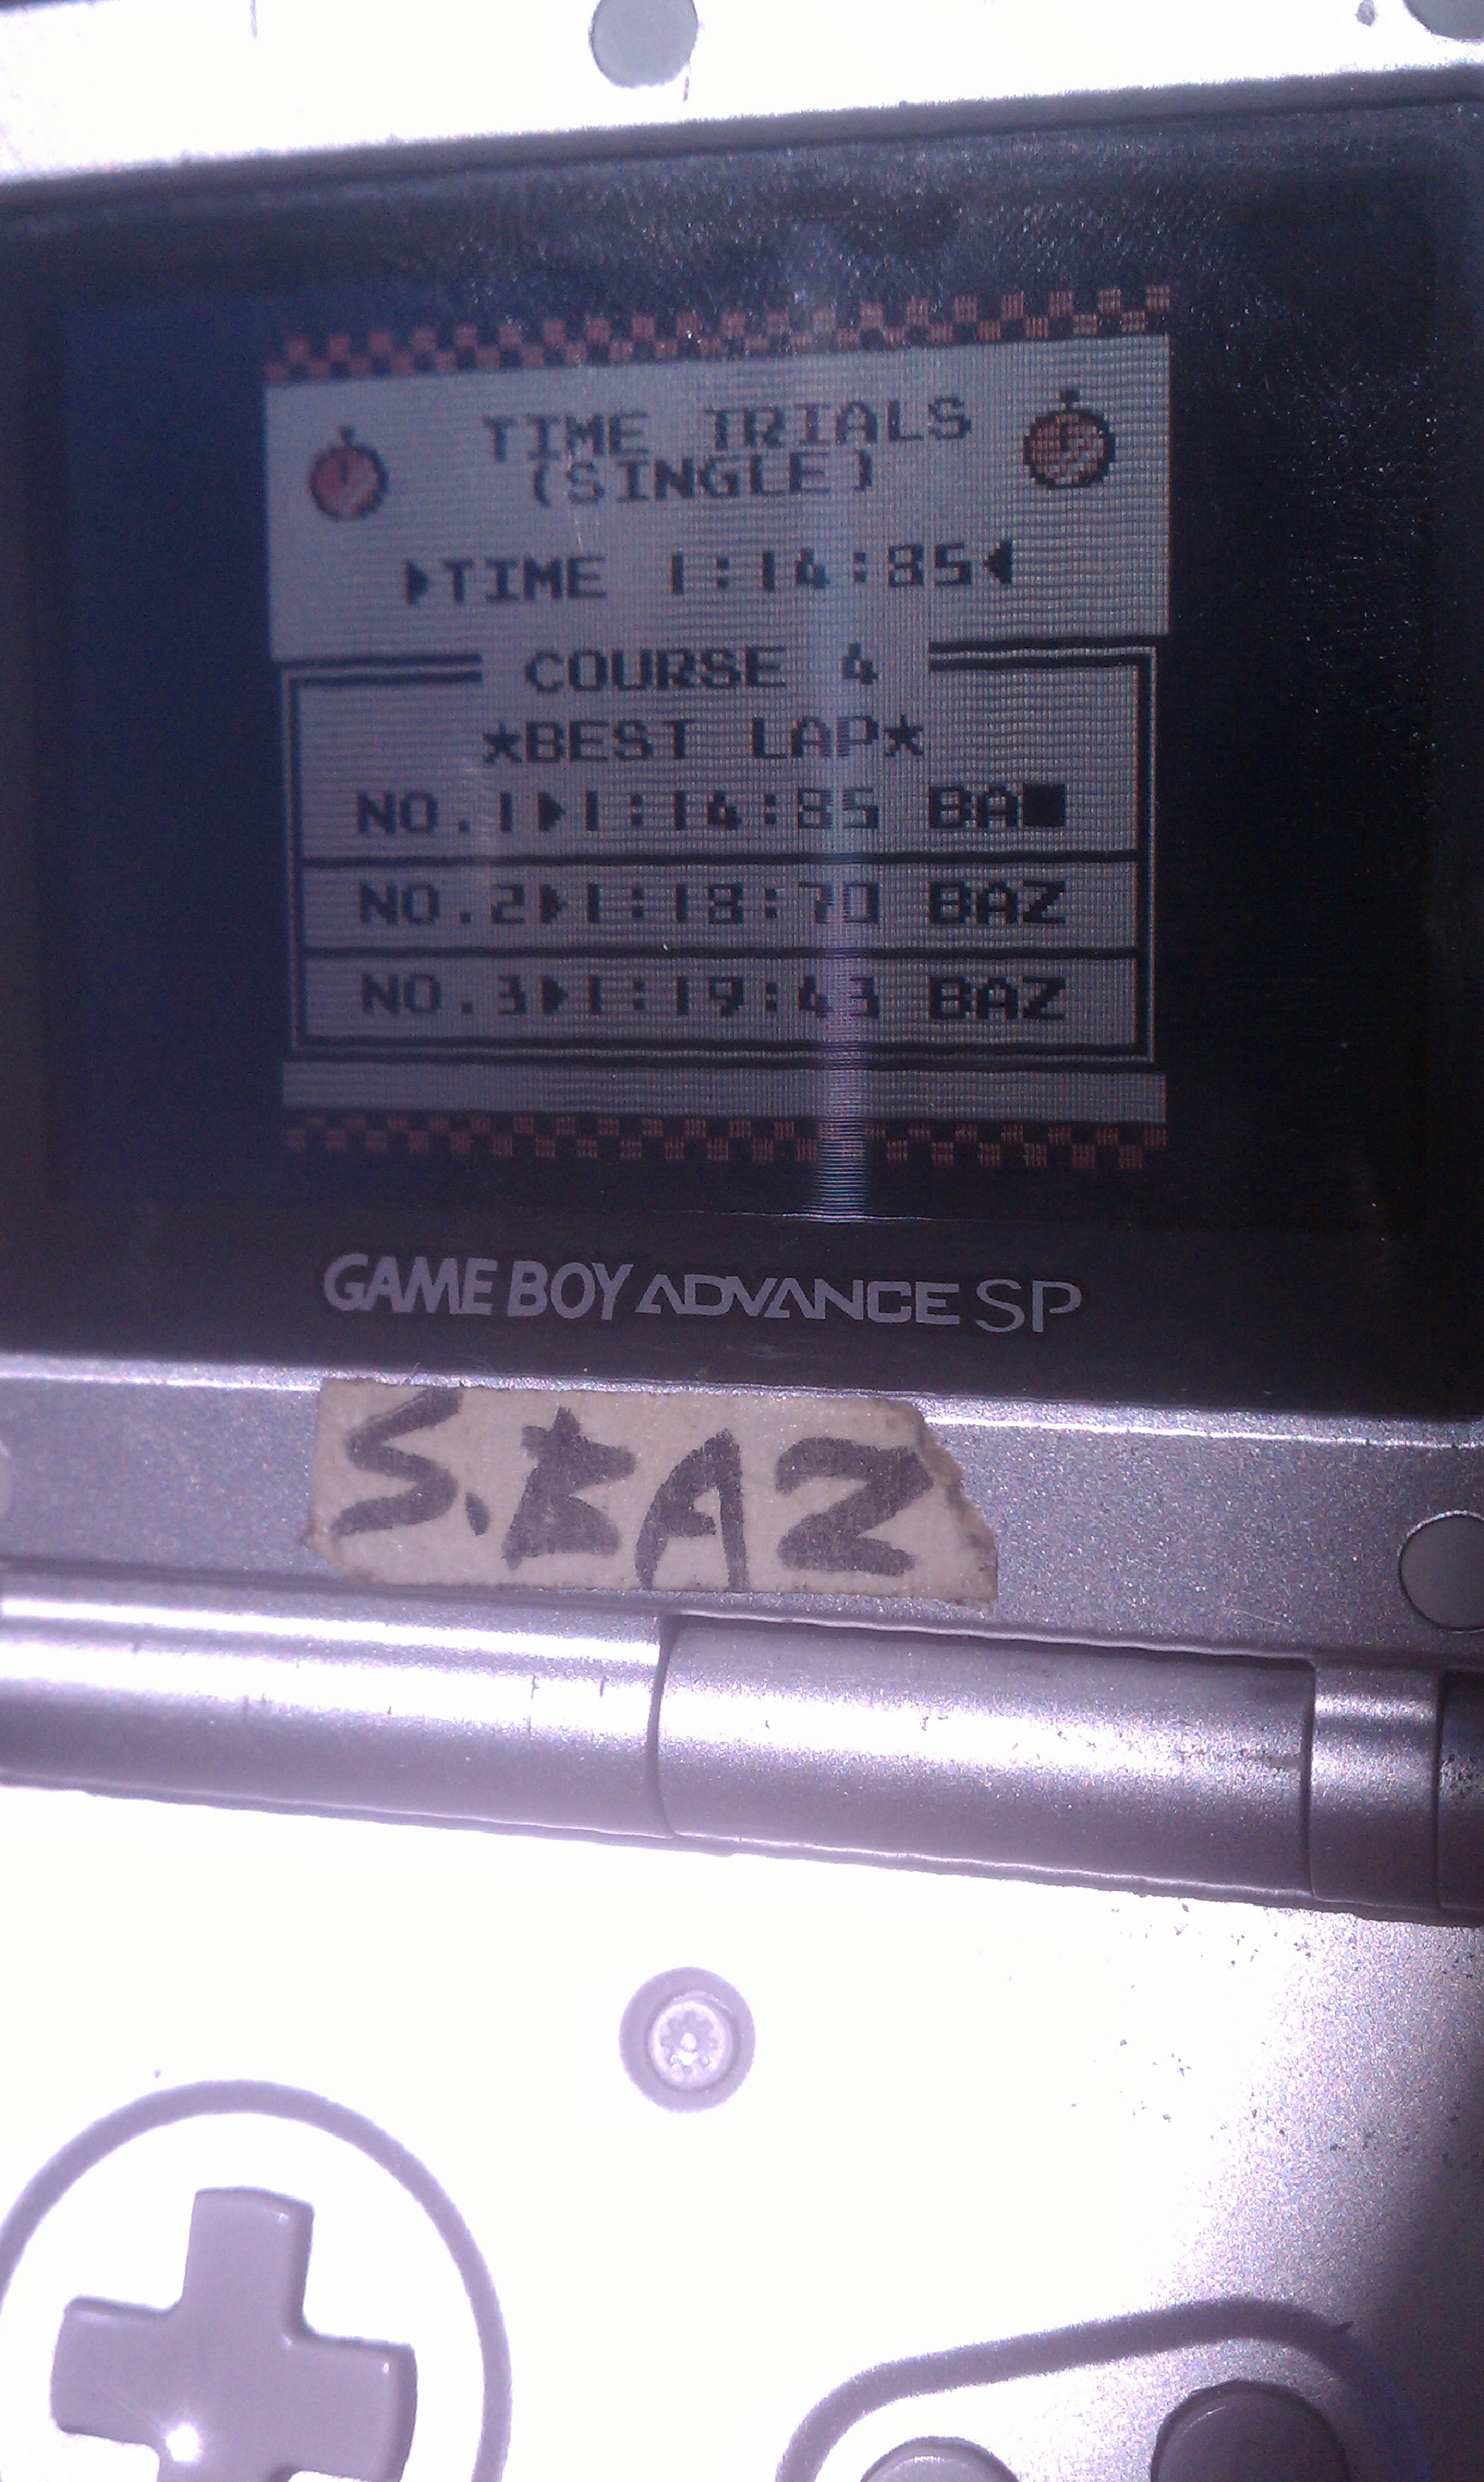 TIME TRIALS
(SINGLE)
▶TIME 1:14:85◀
COURSE 4
★BEST LAP★
NO.1▶1:14:85 BA■
NO.2▶1:18:70 BAZ
NO.3▶1:19:43 BAZ
GAME BOY ADVANCE SP
S.BAZ